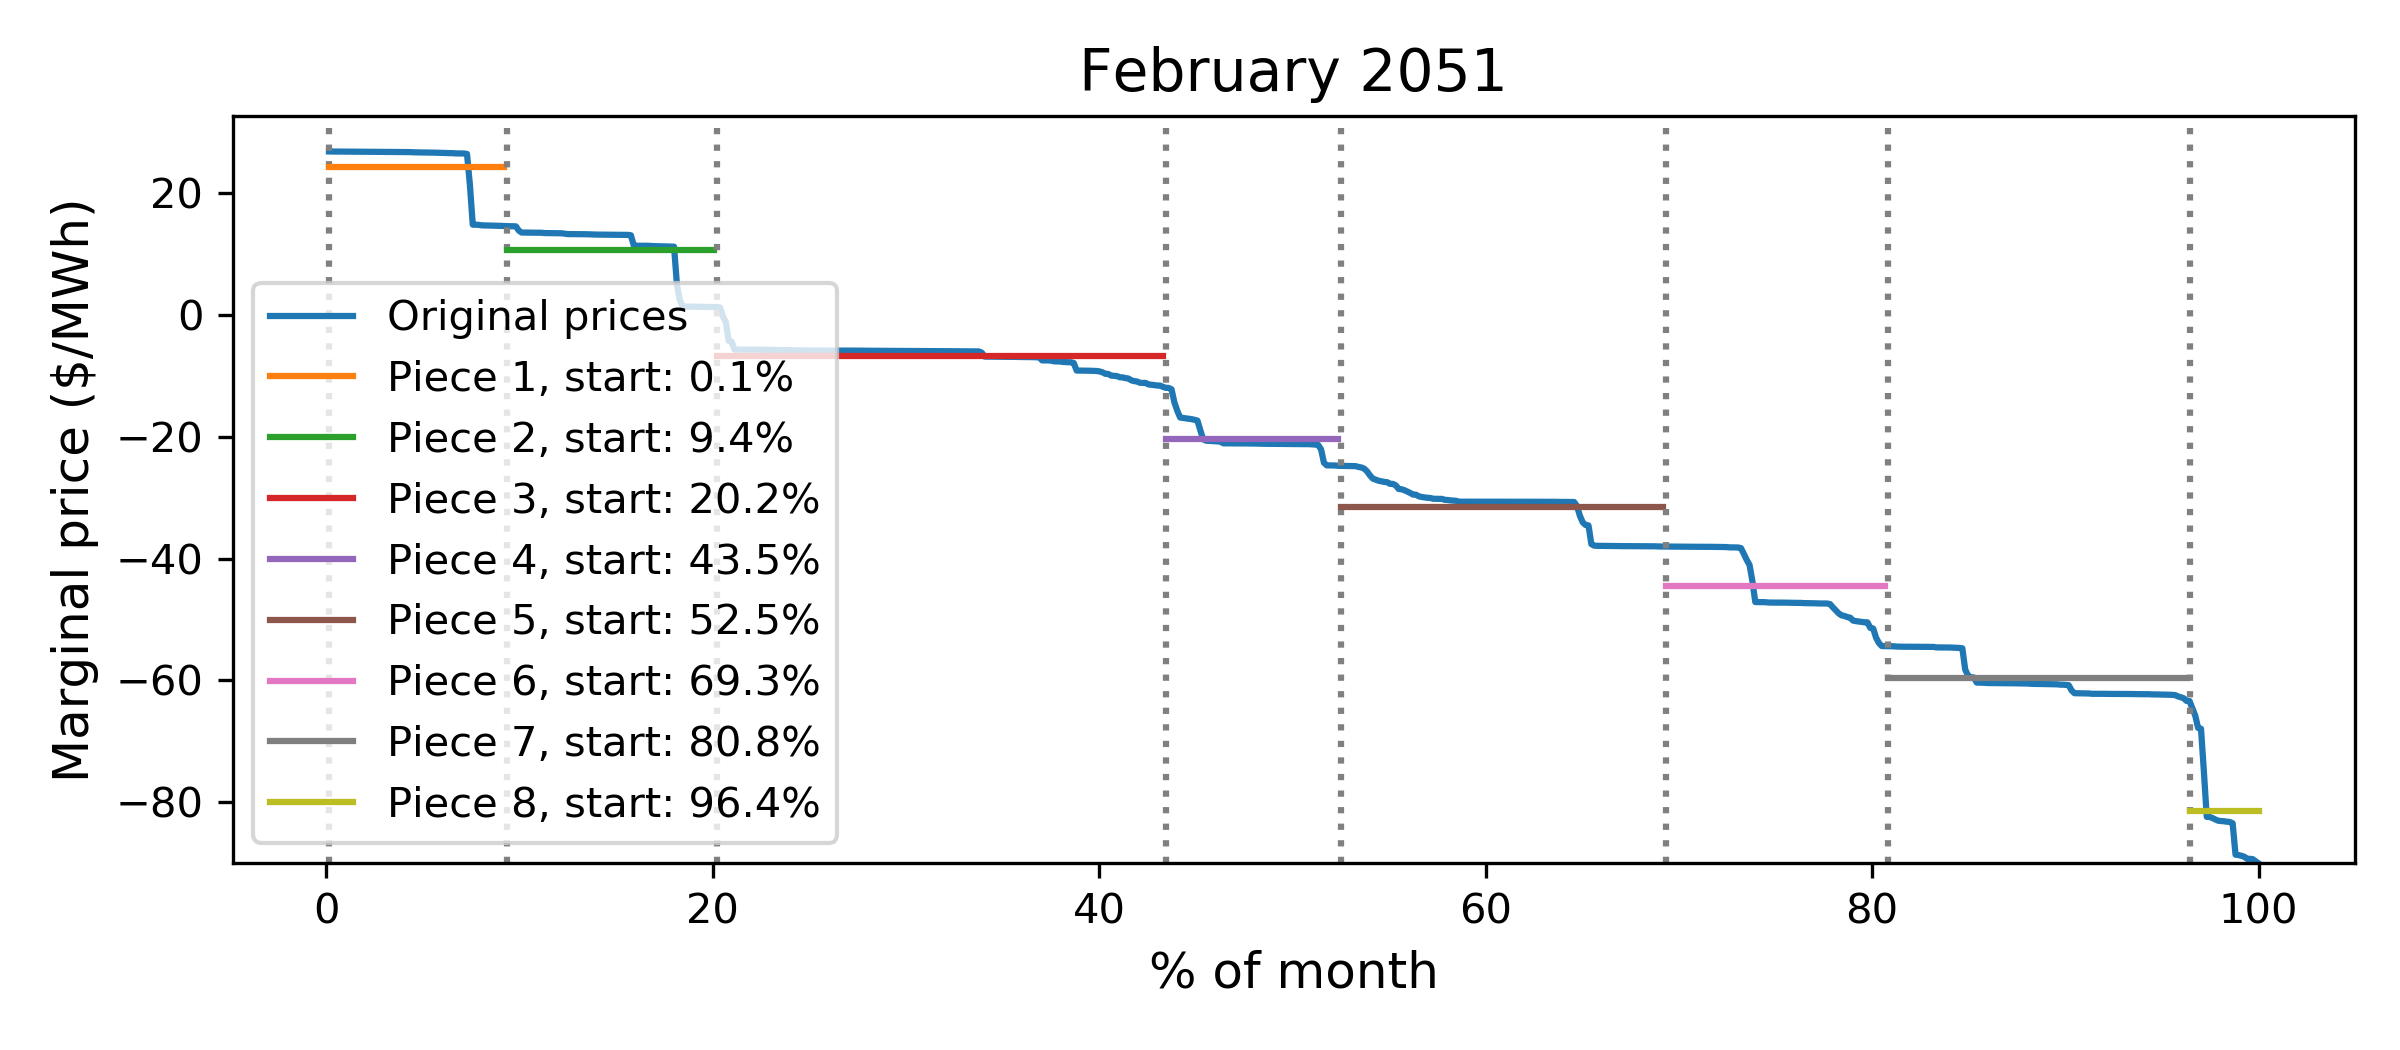 February 2051
Marginal price ($/MWh)
20
0
−20
−40
−60
−80
Original prices
Piece 1, start: 0.1%
Piece 2, start: 9.4%
Piece 3, start: 20.2%
Piece 4, start: 43.5%
Piece 5, start: 52.5%
Piece 6, start: 69.3%
Piece 7, start: 80.8%
Piece 8, start: 96.4%
0 20 40 60 80 100
% of month